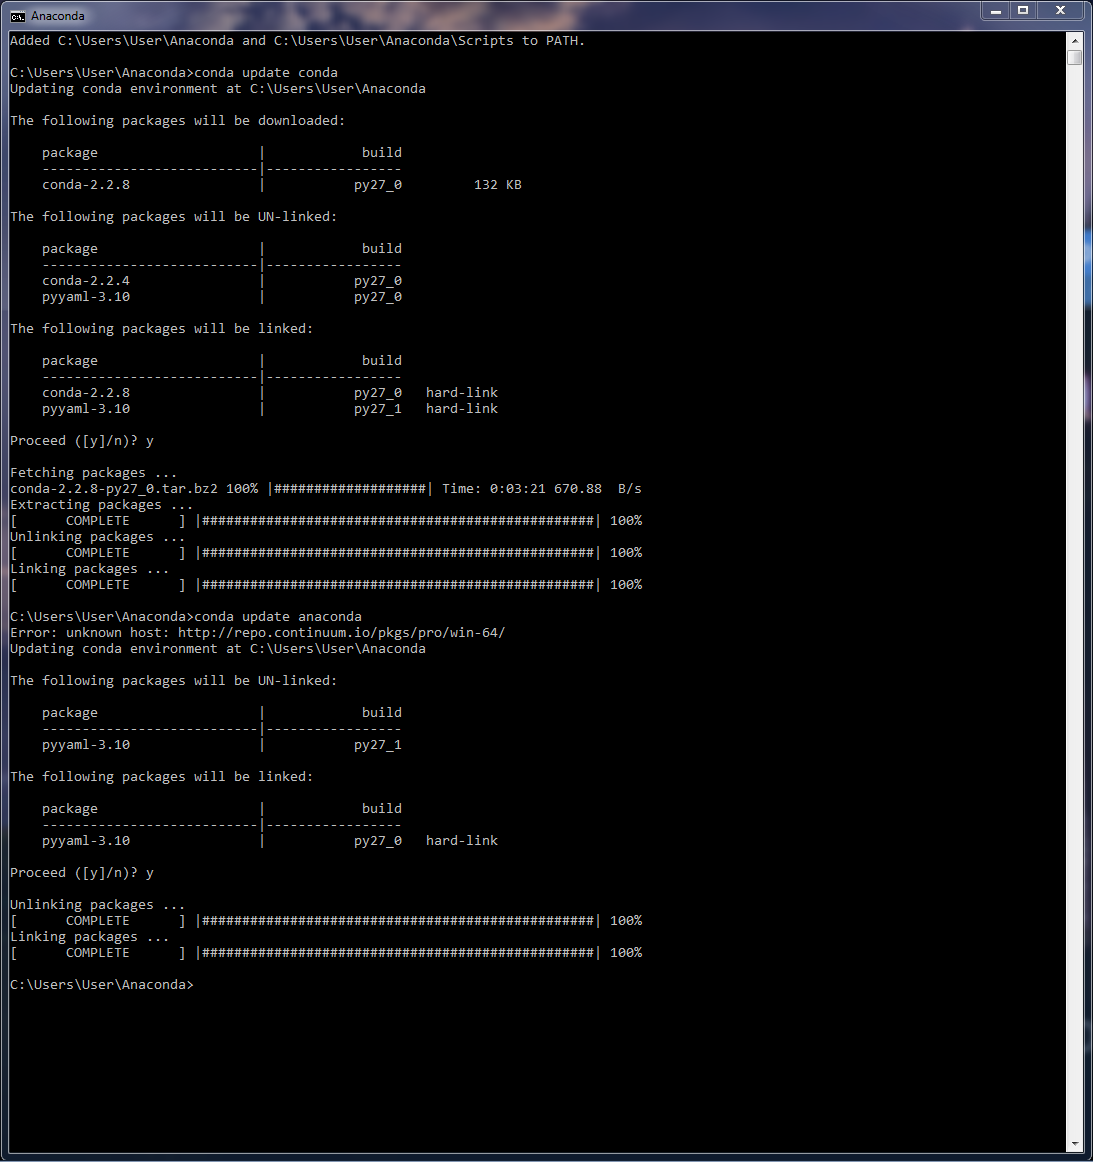 Anaconda
Added C:\Users\User\Anaconda and C:\Users\User\Anaconda\Scripts to PATH.
C:\Users\User\Anaconda>conda update conda
Updating conda environment at C:\Users\User\Anaconda
The following packages will be downloaded:
    package                    |            build
    ---------------------------|-----------------
    conda-2.2.8                |           py27_0         132 KB
The following packages will be UN-linked:
    package                    |            build
    ---------------------------|-----------------
    conda-2.2.4                |           py27_0
    pyyaml-3.10                |           py27_0
The following packages will be linked:
    package                    |            build
    ---------------------------|-----------------
    conda-2.2.8                |           py27_0   hard-link
    pyyaml-3.10                |           py27_1   hard-link
Proceed ([y]/n)? y
Fetching packages ...
conda-2.2.8-py27_0.tar.bz2 100% |###################| Time: 0:03:21 670.88  B/s
Extracting packages ...
[      COMPLETE      ] |#################################################| 100%
Unlinking packages ...
[      COMPLETE      ] |#################################################| 100%
Linking packages ...
[      COMPLETE      ] |#################################################| 100%
C:\Users\User\Anaconda>conda update anaconda
Error: unknown host: http://repo.continuum.io/pkgs/pro/win-64/
Updating conda environment at C:\Users\User\Anaconda
The following packages will be UN-linked:
    package                    |            build
    ---------------------------|-----------------
    pyyaml-3.10                |           py27_1
The following packages will be linked:
    package                    |            build
    ---------------------------|-----------------
    pyyaml-3.10                |           py27_0   hard-link
Proceed ([y]/n)? y
Unlinking packages ...
[      COMPLETE      ] |#################################################| 100%
Linking packages ...
[      COMPLETE      ] |#################################################| 100%
C:\Users\User\Anaconda>